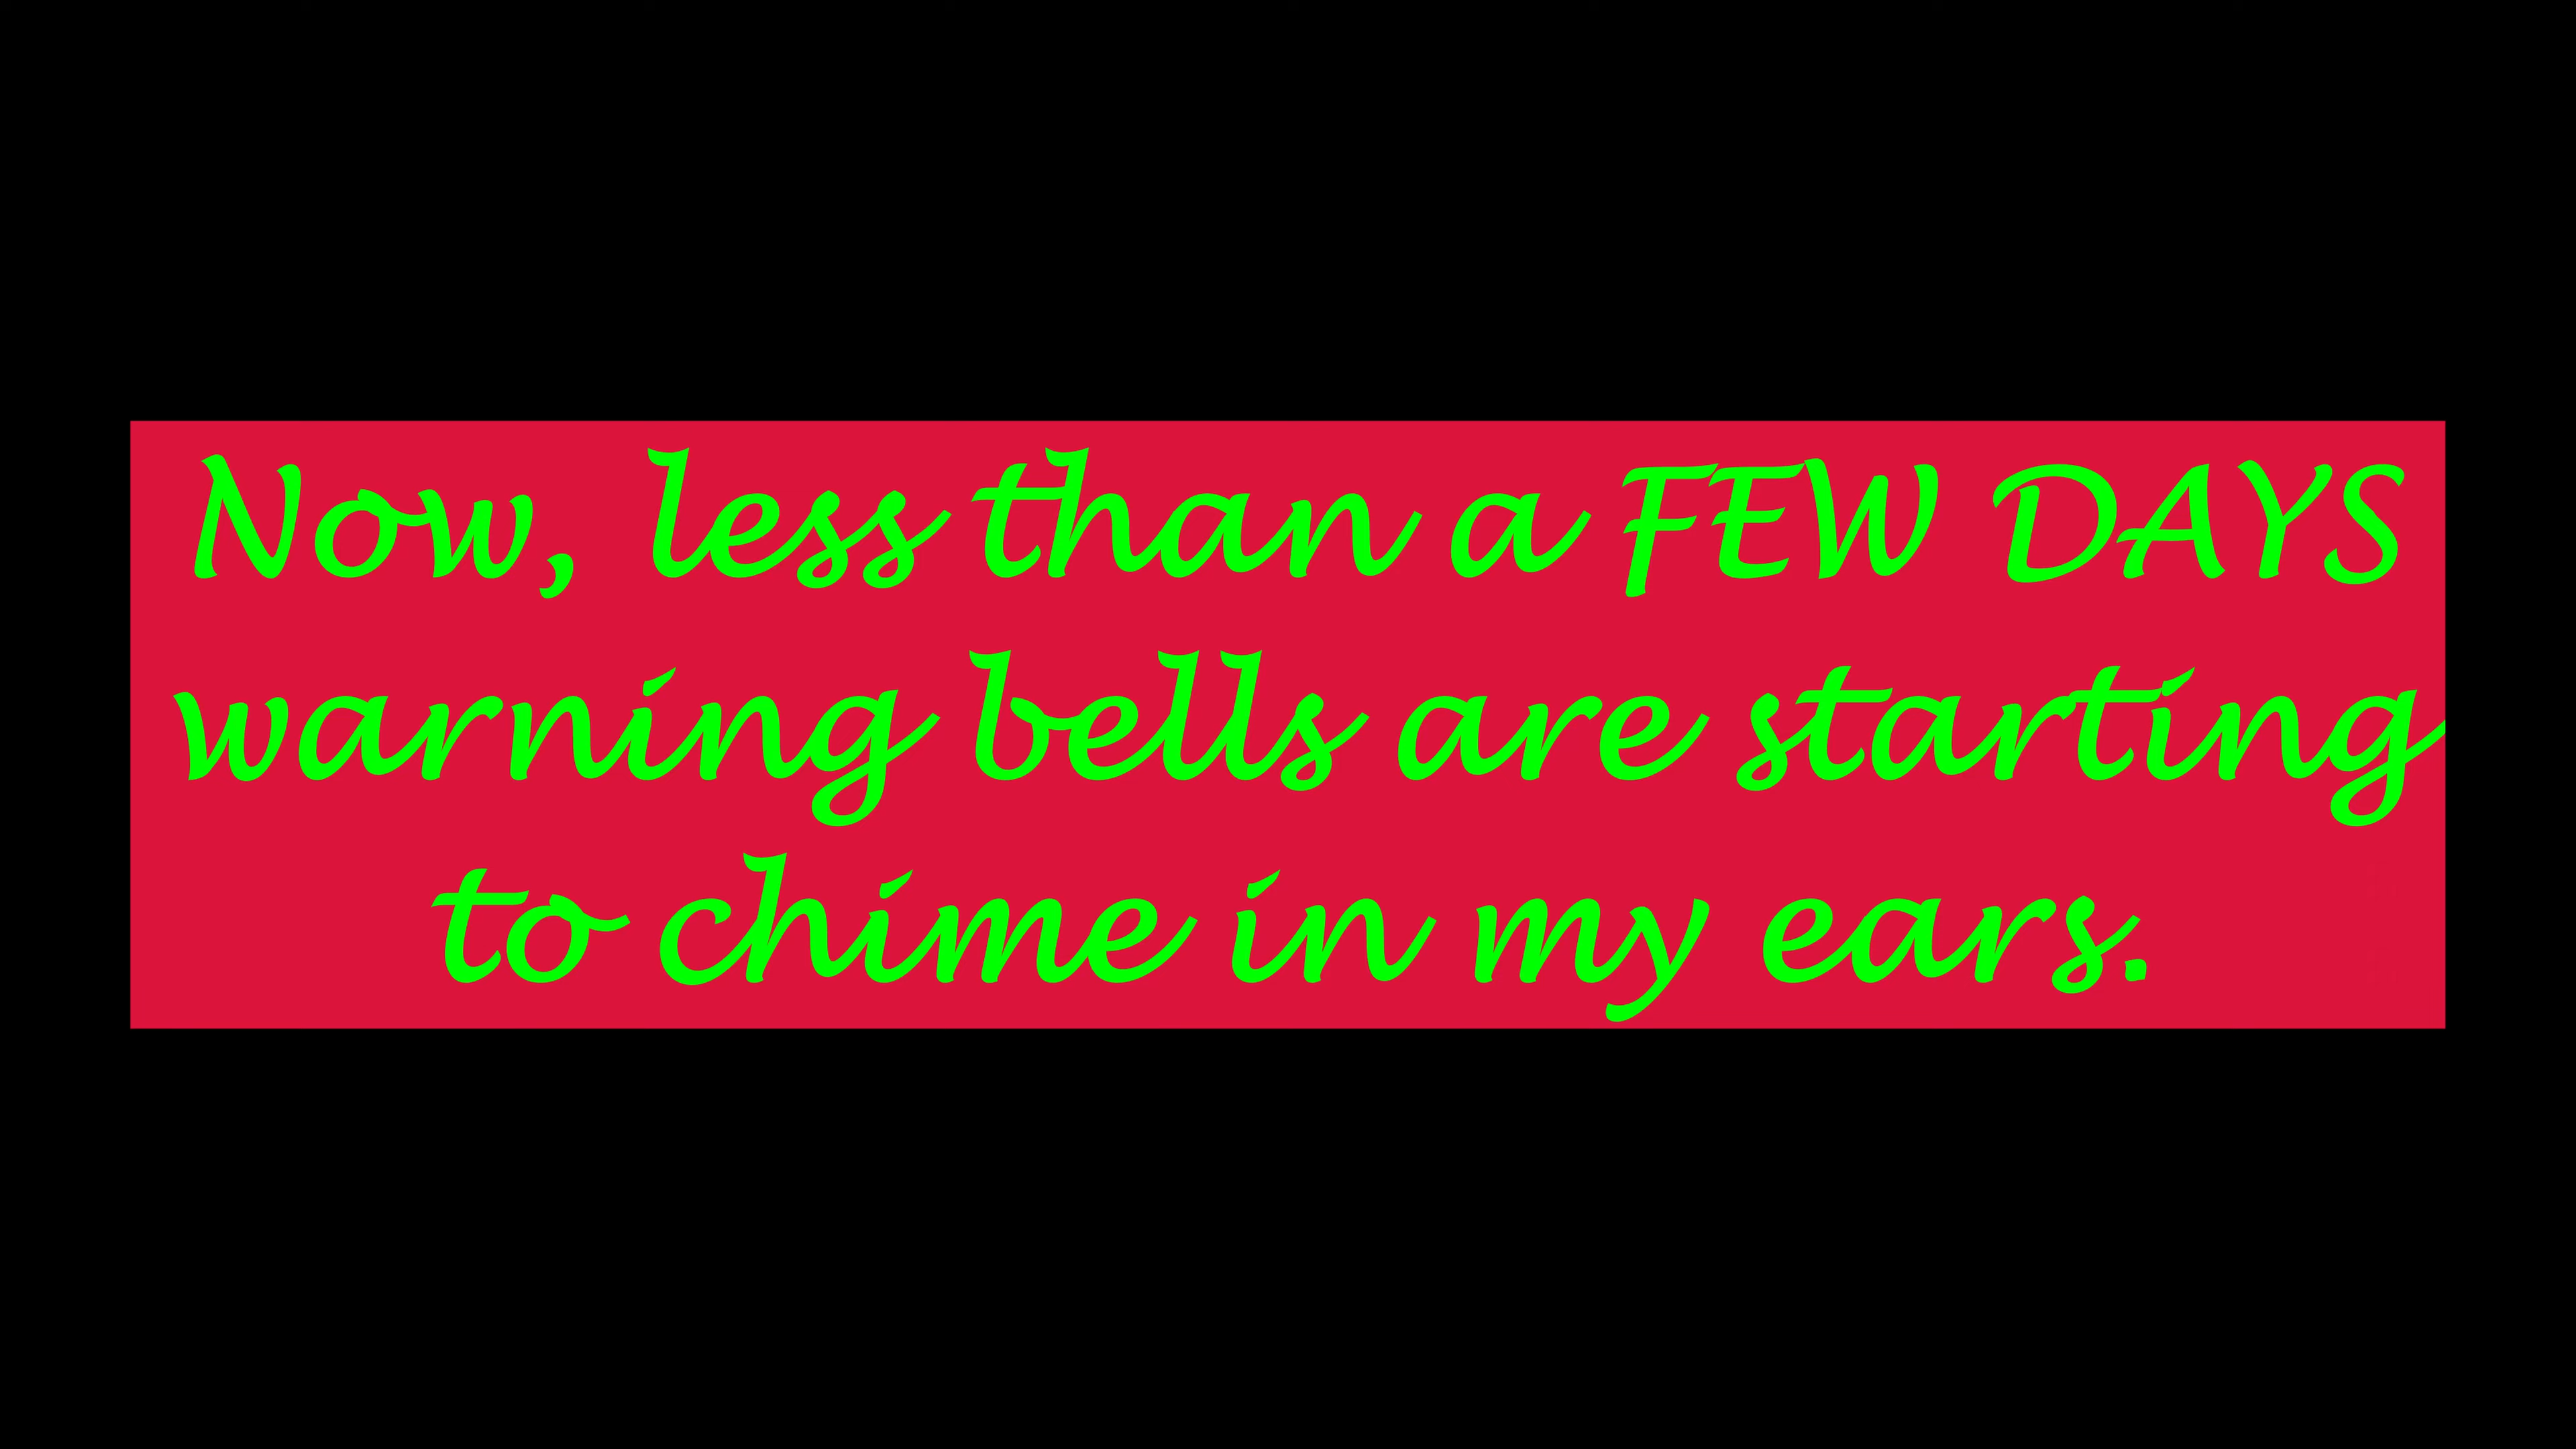 Now, less than a FEW DAYS
warning bells are starting
to chime in my ears.